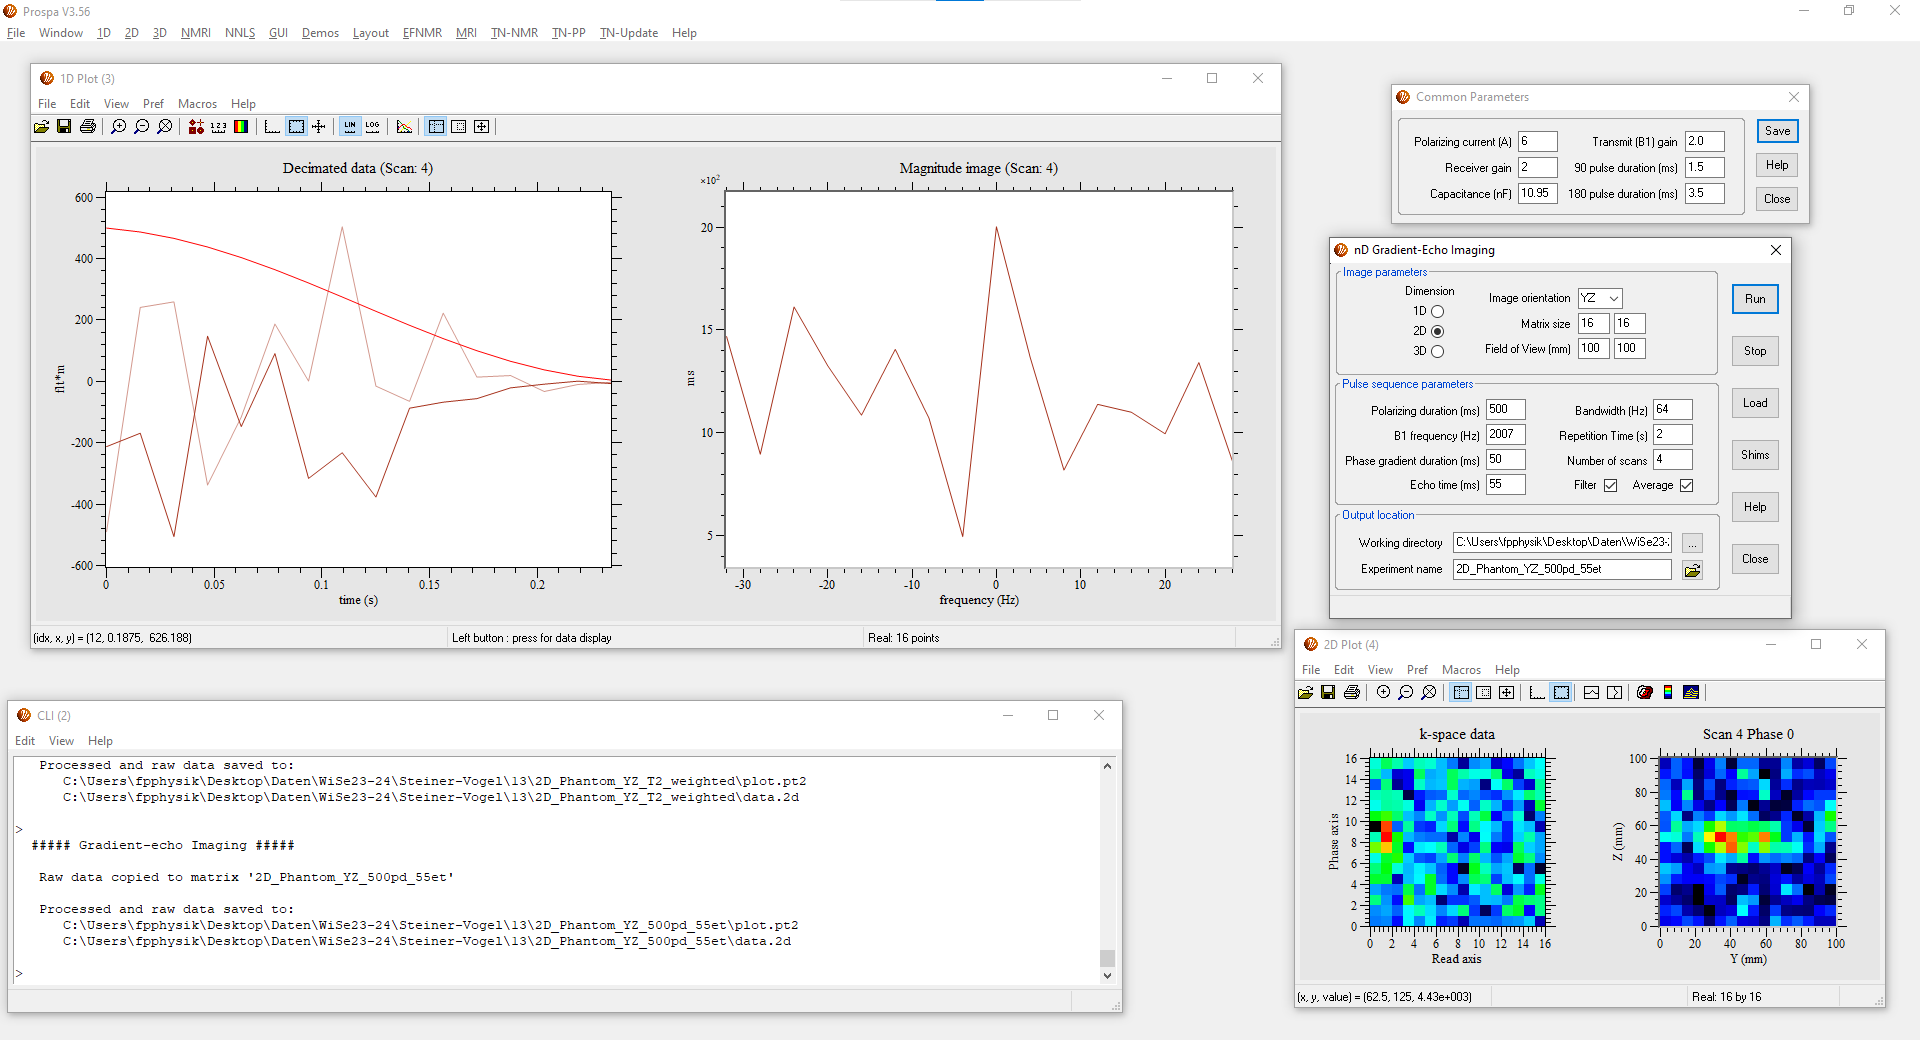 Prospa V3.56
File Window 1D 2D 3D NMRI NNLS GUI Demos Layout EFNMR MRI TN-NMR TN-PP TN-Update Help
1D Plot (3)
File Edit View Pref Macros Help
1 2 3 LIN LOG
Decimated data (Scan: 4)
600
400
200
0
-200
-400
-600
flt*m
0 0.05 0.1 0.15 0.2
time (s)
Magnitude image (Scan: 4)
×10²
20
15
10
5
ms
-30 -20 -10 0 10 20
frequency (Hz)
(idx, x, y) = (12, 0.1875, 626.188) Left button : press for data display Real: 16 points
Common Parameters
Polarizing current (A) 6 Transmit (B1) gain 2.0 Save
Receiver gain 2 90 pulse duration (ms) 1.5 Help
Capacitance (nF) 10.95 180 pulse duration (ms) 3.5 Close
nD Gradient-Echo Imaging
Image parameters
Dimension
1D
2D
3D
Image orientation YZ
Matrix size 16 16
Field of View (mm) 100 100
Pulse sequence parameters
Polarizing duration (ms) 500 Bandwidth (Hz) 64
B1 frequency (Hz) 2007 Repetition Time (s) 2
Phase gradient duration (ms) 50 Number of scans 4
Echo time (ms) 55 Filter Average
Output location
Working directory C:\Users\fpphysik\Desktop\Daten\WiSe23-2 ...
Experiment name 2D_Phantom_YZ_500pd_55et
Run
Stop
Load
Shims
Help
Close
CLI (2)
Edit View Help
Processed and raw data saved to:
C:\Users\fpphysik\Desktop\Daten\WiSe23-24\Steiner-Vogel\13\2D_Phantom_YZ_T2_weighted\plot.pt2
C:\Users\fpphysik\Desktop\Daten\WiSe23-24\Steiner-Vogel\13\2D_Phantom_YZ_T2_weighted\data.2d
>
##### Gradient-echo Imaging #####
Raw data copied to matrix '2D_Phantom_YZ_500pd_55et'
Processed and raw data saved to:
C:\Users\fpphysik\Desktop\Daten\WiSe23-24\Steiner-Vogel\13\2D_Phantom_YZ_500pd_55et\plot.pt2
C:\Users\fpphysik\Desktop\Daten\WiSe23-24\Steiner-Vogel\13\2D_Phantom_YZ_500pd_55et\data.2d
>
2D Plot (4)
File Edit View Pref Macros Help
k-space data
16
14
12
10
8
6
4
2
0
Phase axis
0 2 4 6 8 10 12 14 16
Read axis
Scan 4 Phase 0
100
80
60
40
20
0
Z (mm)
0 20 40 60 80 100
Y (mm)
(x, y, value) = (62.5, 125, 4.43e+003) Real: 16 by 16